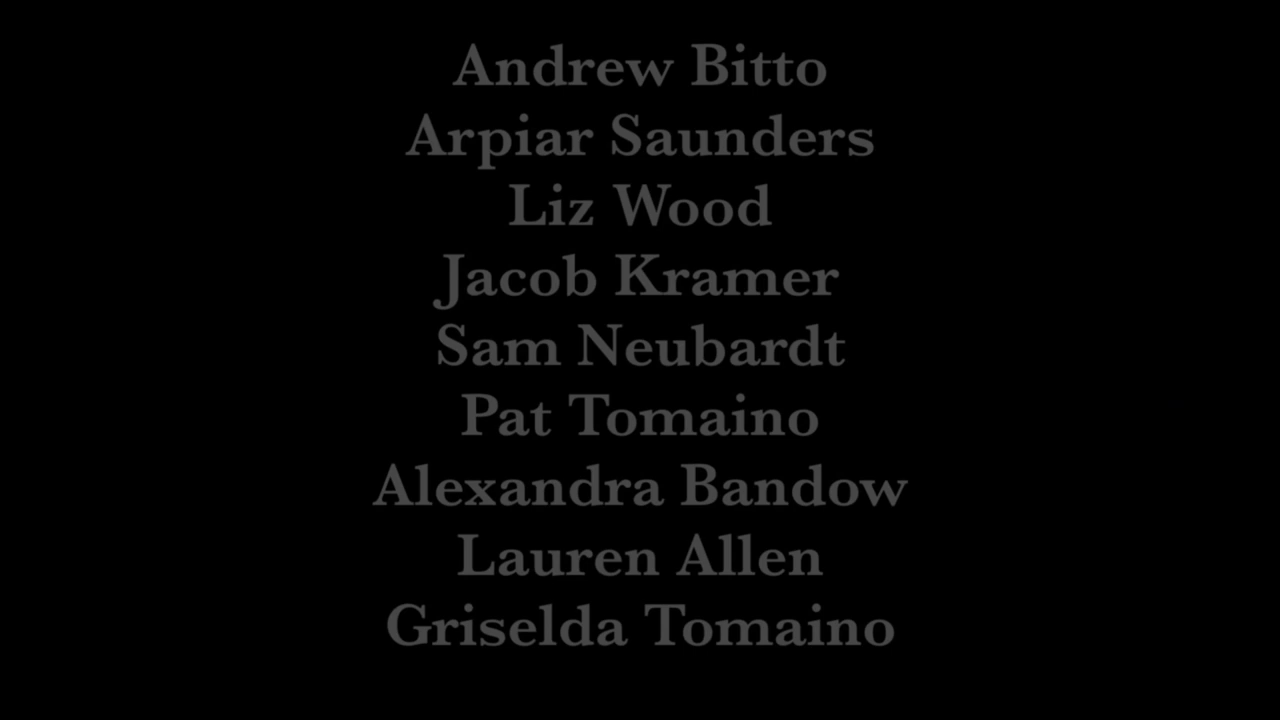 Andrew Bitto
Arpiar Saunders
Liz Wood
Jacob Kramer
Sam Neubardt
Pat Tomaino
Alexandra Bandow
Lauren Allen
Griselda Tomaino